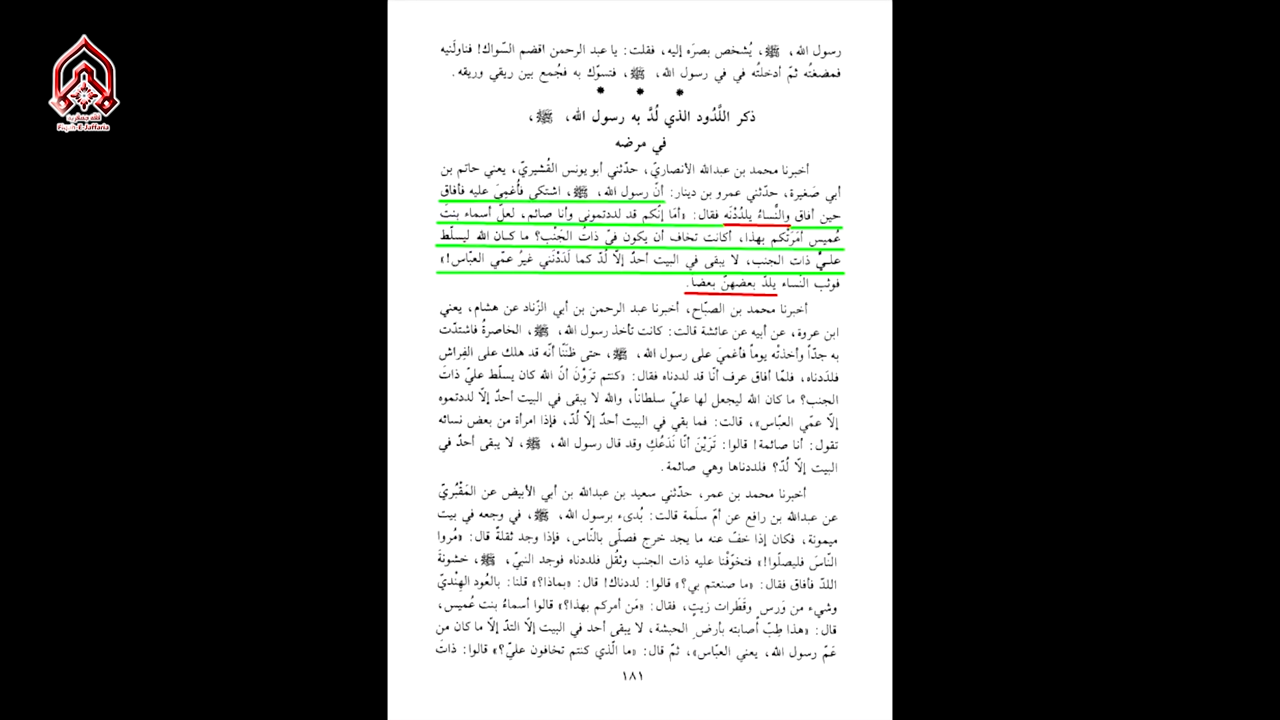 فقه جعفریه
Fiqh-E-Jaffaria
رسول الله، ﷺ، يُشخص بصرَه إليه، فقلت: يا عبد الرحمن اقضم السّواك! فناولَنيه
فمضغتُه ثمّ أدخلتُه في في رسول الله، ﷺ، فتسوّك به فجُمع بين ريقي وريقه.
* * *
ذكر اللَّدُود الذي لُدَّ به رسول الله، ﷺ،
في مرضه
أخبرنا محمد بن عبدالله الأنصاريّ، حدّثني أبو يونس القُشيريّ، يعني حاتم بن
أبي صَغيرة، حدّثني عمرو بن دينار: أنّ رسول الله، ﷺ، اشتكى فأُغمِيَ عليه فأفاق
حين أفاق والنّساءُ يلدُدْنَه فقال: «أمَا إنّكم قد لددتموني وأنا صائم، لعلّ أسماء بنتَ
عُميس أمَرَتْكم بهذا، أكانت تخاف أن يكون فيّ ذاتُ الجَنْب؟ ما كان الله ليسلّط
عليّ ذات الجنب، لا يبقى في البيت أحدٌ إلّا لُدّ كما لَدَدْنَني غيرُ عمّي العبّاس!»
فوثب النّساء يلدّ بعضهنّ بعضا.
أخبرنا محمد بن الصبّاح، أخبرنا عبد الرحمن بن أبي الزّناد عن هشام، يعني
ابن عروة، عن أبيه عن عائشة قالت: كانت تأخذ رسول الله، ﷺ، الخاصرةُ فاشتدّت
به جدّاً وأخذتْه يوماً فأغميَ على رسول الله، ﷺ، حتى ظَنَنّا أنّه قد هلك على الفِراش
فلدَدناه، فلمّا أفاق عرف أنّا قد لددناه فقال: «كنتم ترَوْنَ أنّ الله كان يسلّط عليّ ذاتَ
الجنب؟ ما كان الله ليجعل لها عليّ سلطاناً، والله لا يبقى في البيت أحدٌ إلّا لددتموه
إلّا عمّي العبّاس»، قالت: فما بقي في البيت أحدٌ إلّا لُدّ، فإذا امرأة من بعض نسائه
تقول: أنا صائمة! قالوا: تَرَيْنَ أنّا نَدَعُكِ وقد قال رسول الله، ﷺ، لا يبقى أحدٌ في
البيت إلّا لُدّ؟ فلددناها وهي صائمة.
أخبرنا محمد بن عمر، حدّثني سعيد بن عبدالله بن أبي الأبيض عن المَقْبُريّ
عن عبدالله بن رافع عن أمّ سلَمة قالت: بُدىء برسول الله، ﷺ، في وجعه في بيت
ميمونة، فكان إذا خفّ عنه ما يجد خرج فصلّى بالنّاس، فإذا وجد ثقلةً قال: «مُروا
النّاسَ فليصلّوا!» فتخوّفْنا عليه ذات الجنب وثقُل فلددناه فوجد النبيّ، ﷺ، خشونةَ
اللدّ فأفاق فقال: «ما صنعتم بي؟» قالوا: لددناك! قال: «بماذا؟» قلنا: بالعُود الهِنْديّ
وشيء من وَرسٍ وقَطَرات زيتٍ، فقال: «مَن أمركم بهذا؟» قالوا أسماءُ بنت عُميس،
قال: «هذا طِبّ أصابته بأرضِ الحبشة، لا يبقى أحد في البيت إلّا التدّ إلّا ما كان من
عَمّ رسول الله، يعني العبّاس»، ثمّ قال: «ما الّذي كنتم تخافون عليّ؟» قالوا: ذاتَ
١٨١